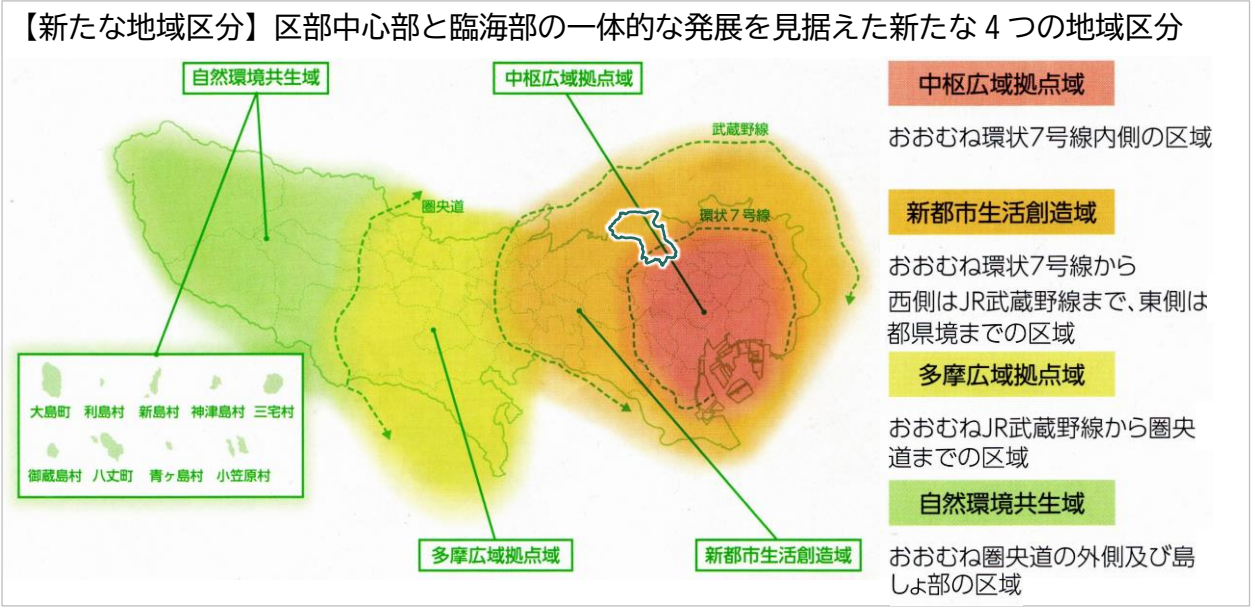 【新たな地域区分】区部中心部と臨海部の一体的な発展を見据えた新たな4つの地域区分
自然環境共生域
中枢広域拠点域
武蔵野線
圏央道
環状7号線
大島町 利島村 新島村 神津島村 三宅村
御蔵島村 八丈町 青ヶ島村 小笠原村
多摩広域拠点域
新都市生活創造域
中枢広域拠点域
おおむね環状7号線内側の区域
新都市生活創造域
おおむね環状7号線から
西側はJR武蔵野線まで、東側は
都県境までの区域
多摩広域拠点域
おおむねJR武蔵野線から圏央
道までの区域
自然環境共生域
おおむね圏央道の外側及び島
しょ部の区域